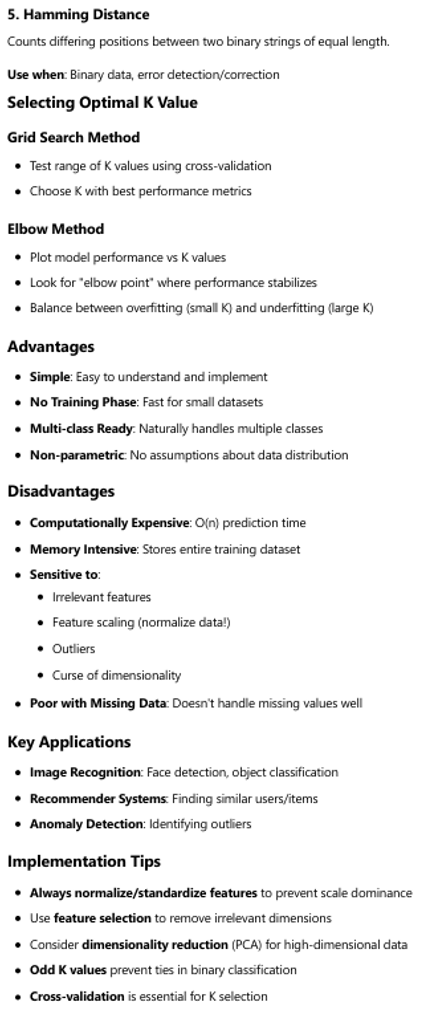 5. Hamming Distance
Counts differing positions between two binary strings of equal length.
Use when: Binary data, error detection/correction
Selecting Optimal K Value
Grid Search Method
• Test range of K values using cross-validation
• Choose K with best performance metrics
Elbow Method
• Plot model performance vs K values
• Look for "elbow point" where performance stabilizes
• Balance between overfitting (small K) and underfitting (large K)
Advantages
• Simple: Easy to understand and implement
• No Training Phase: Fast for small datasets
• Multi-class Ready: Naturally handles multiple classes
• Non-parametric: No assumptions about data distribution
Disadvantages
• Computationally Expensive: O(n) prediction time
• Memory Intensive: Stores entire training dataset
• Sensitive to:
• Irrelevant features
• Feature scaling (normalize data!)
• Outliers
• Curse of dimensionality
• Poor with Missing Data: Doesn't handle missing values well
Key Applications
• Image Recognition: Face detection, object classification
• Recommender Systems: Finding similar users/items
• Anomaly Detection: Identifying outliers
Implementation Tips
• Always normalize/standardize features to prevent scale dominance
• Use feature selection to remove irrelevant dimensions
• Consider dimensionality reduction (PCA) for high-dimensional data
• Odd K values prevent ties in binary classification
• Cross-validation is essential for K selection